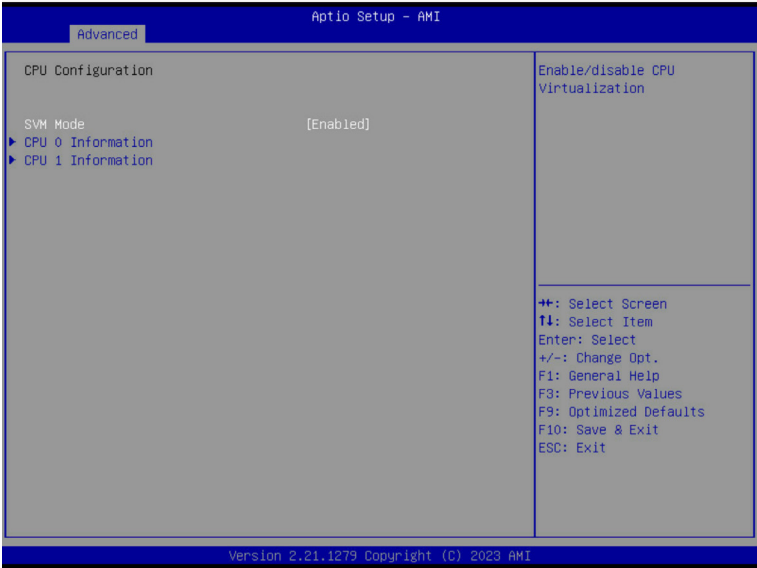 Aptio Setup – AMI
Advanced
CPU Configuration
SVM Mode [Enabled]
CPU 0 Information
CPU 1 Information
Enable/disable CPU
Virtualization
→←: Select Screen
↑↓: Select Item
Enter: Select
+/-: Change Opt.
F1: General Help
F3: Previous Values
F9: Optimized Defaults
F10: Save & Exit
ESC: Exit
Version 2.21.1279 Copyright (C) 2023 AMI